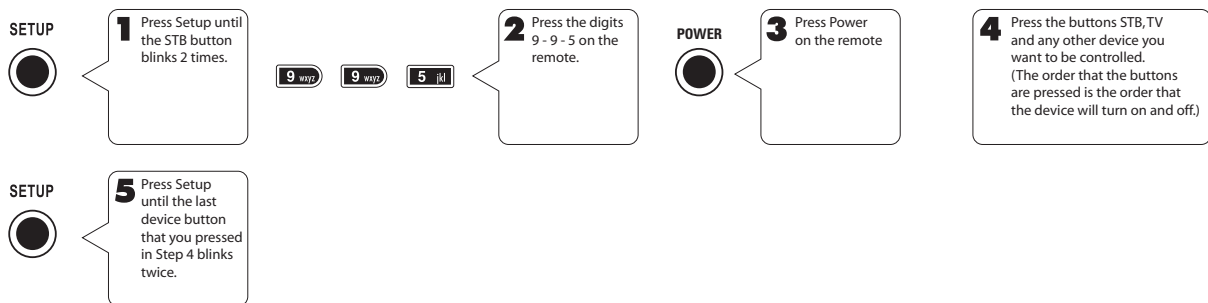 SETUP
1 Press Setup until
the STB button
blinks 2 times.
9 wxyz 9 wxyz 5 jkl
2 Press the digits
9 - 9 - 5 on the
remote.
POWER
3 Press Power
on the remote
4 Press the buttons STB, TV
and any other device you
want to be controlled.
(The order that the buttons
are pressed is the order that
the device will turn on and off.)
SETUP
5 Press Setup
until the last
device button
that you pressed
in Step 4 blinks
twice.